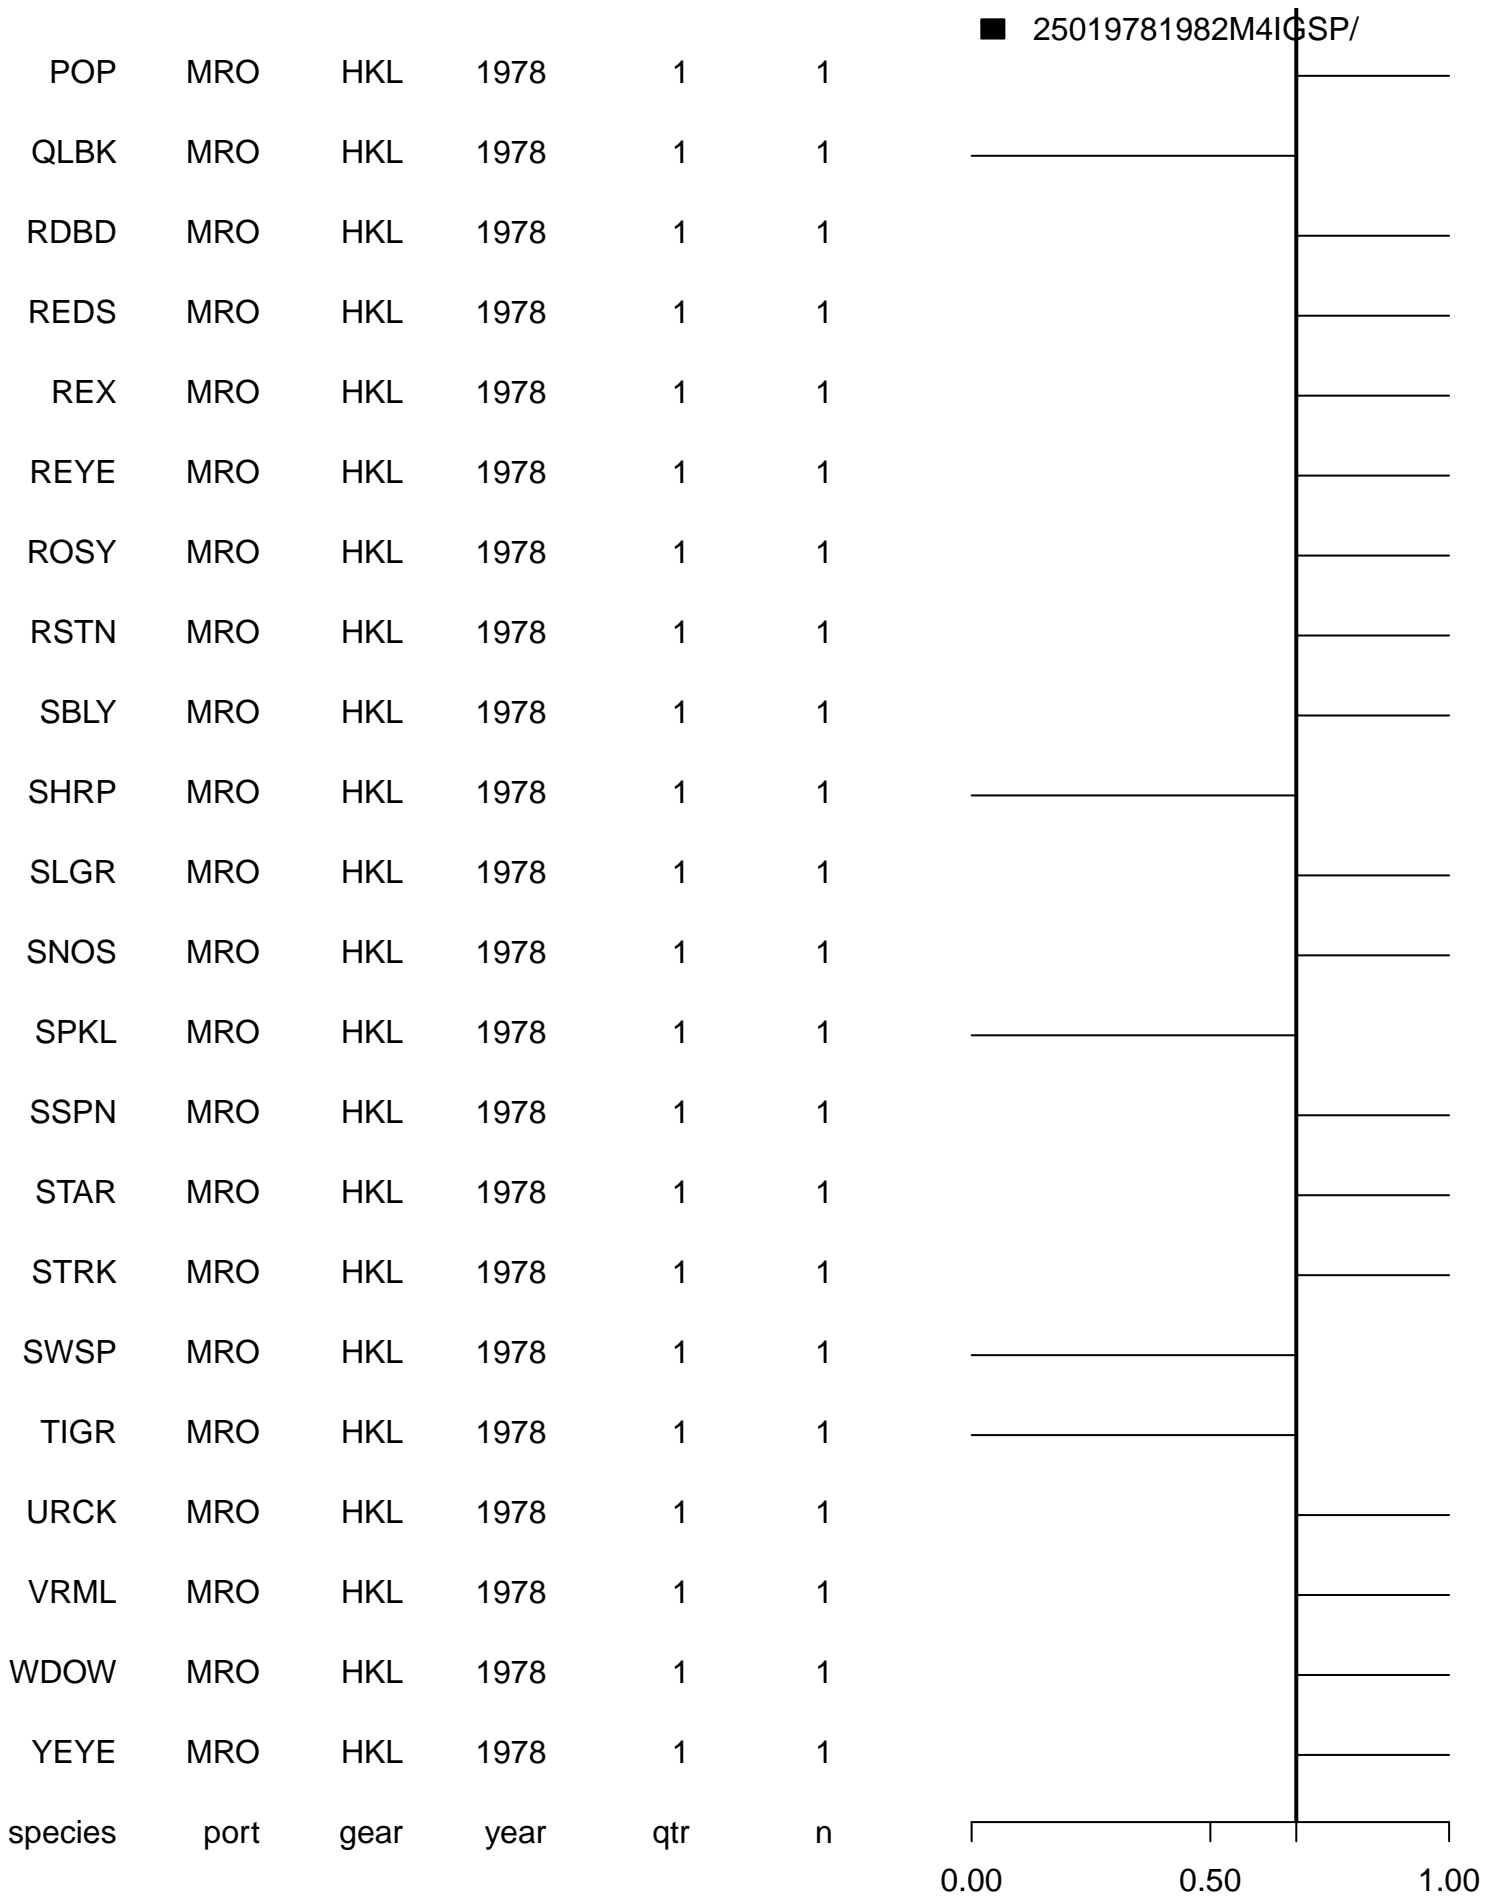 25019781982M4IGSP/
POP MRO HKL 1978 1 1
QLBK MRO HKL 1978 1 1
RDBD MRO HKL 1978 1 1
REDS MRO HKL 1978 1 1
REX MRO HKL 1978 1 1
REYE MRO HKL 1978 1 1
ROSY MRO HKL 1978 1 1
RSTN MRO HKL 1978 1 1
SBLY MRO HKL 1978 1 1
SHRP MRO HKL 1978 1 1
SLGR MRO HKL 1978 1 1
SNOS MRO HKL 1978 1 1
SPKL MRO HKL 1978 1 1
SSPN MRO HKL 1978 1 1
STAR MRO HKL 1978 1 1
STRK MRO HKL 1978 1 1
SWSP MRO HKL 1978 1 1
TIGR MRO HKL 1978 1 1
URCK MRO HKL 1978 1 1
VRML MRO HKL 1978 1 1
WDOW MRO HKL 1978 1 1
YEYE MRO HKL 1978 1 1
species port gear year qtr n
0.00 0.50 1.00